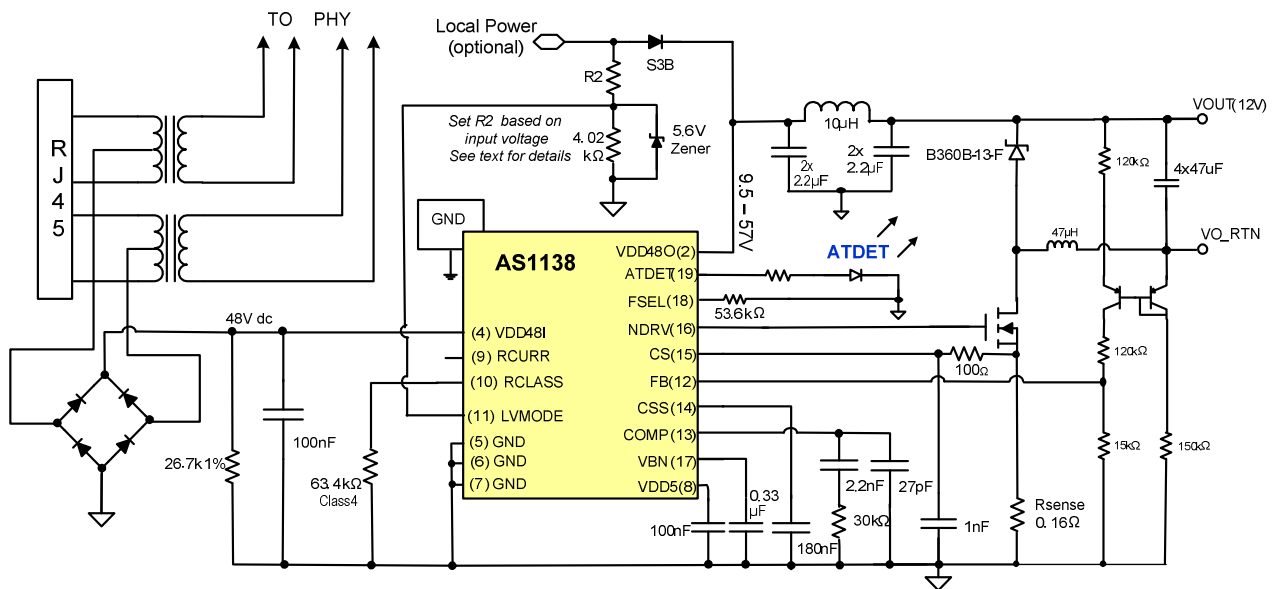 TO PHY
Local Power
(optional)
S3B
R2
Set R2 based on
input voltage
See text for details
4.02
kΩ
5.6V
Zener
10µH
2x
2.2µF
2x
2.2µF
VOUT(12V)
B360B-13-F
120kΩ
4x47uF
RJ45
GND
9.5 – 57V
47µH
VO_RTN
AS1138
VDD48O(2)
ATDET
ATDET(19)
FSEL(18)
53.6kΩ
48V dc
(4) VDD48I
NDRV(16)
(9) RCURR
CS(15)
100Ω
120kΩ
(10) RCLASS
FB(12)
(11) LVMODE
CSS(14)
100nF
COMP(13)
(5) GND
(6) GND
(7) GND
VBN(17)
VDD5(8)
26.7k1%
63.4kΩ
Class4
15kΩ
150kΩ
2.2nF
27pF
0.33
µF
Rsense
0.16Ω
30kΩ
100nF
180nF
1nF